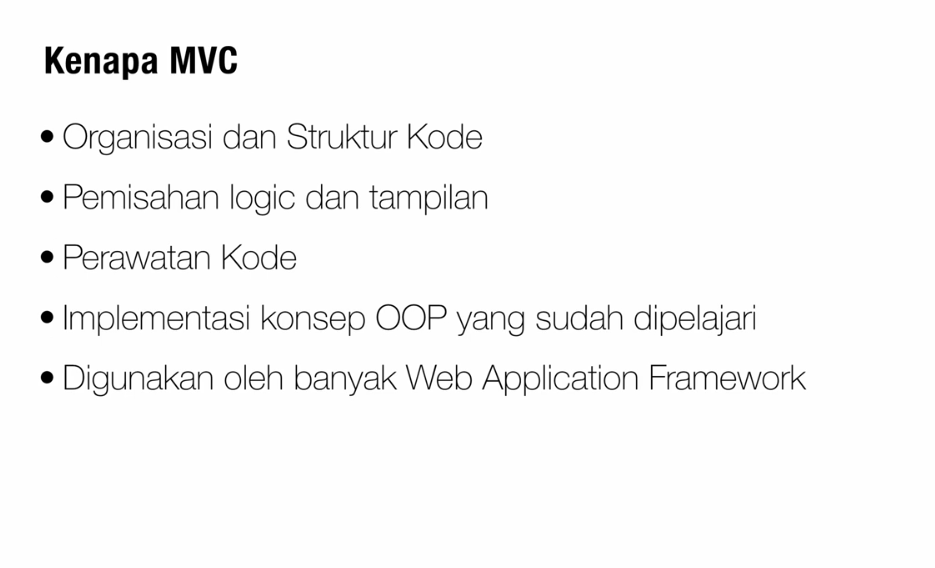 Kenapa MVC
• Organisasi dan Struktur Kode
• Pemisahan logic dan tampilan
• Perawatan Kode
• Implementasi konsep OOP yang sudah dipelajari
• Digunakan oleh banyak Web Application Framework